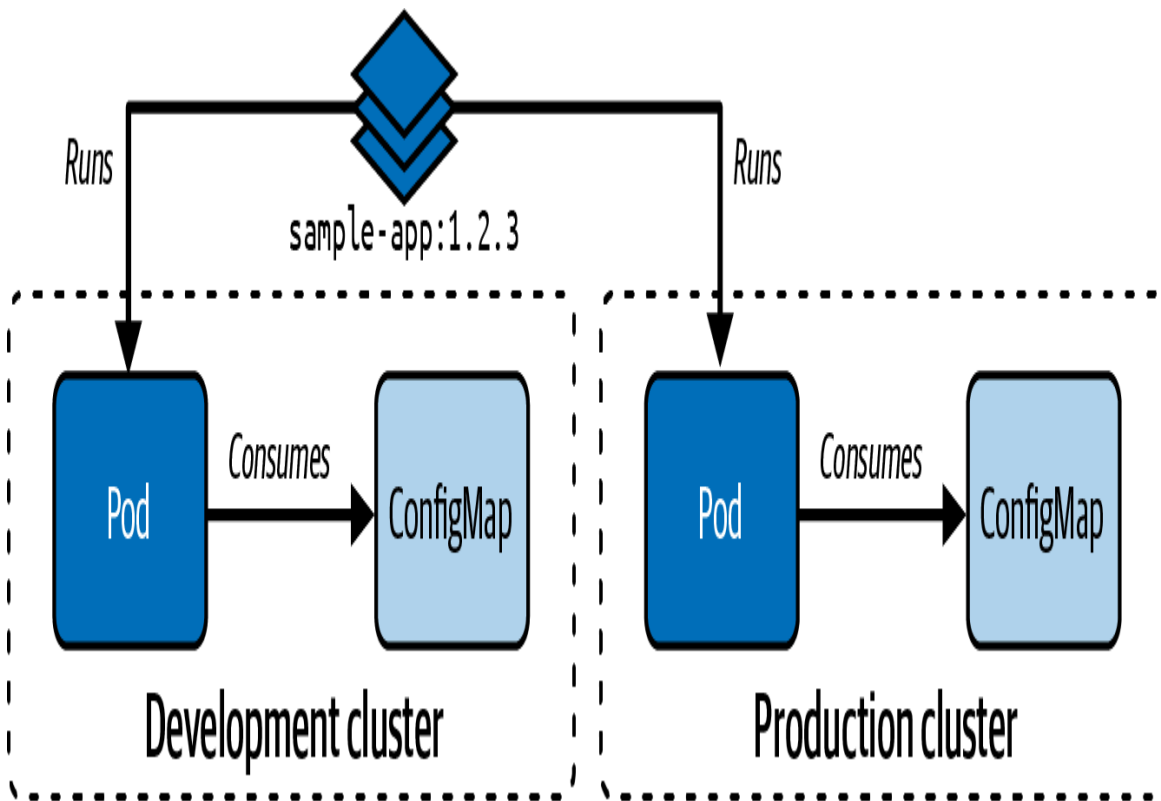 Runs
Runs
sample-app:1.2.3
Consumes
Consumes
Pod
ConfigMap
Pod
ConfigMap
Development cluster
Production cluster